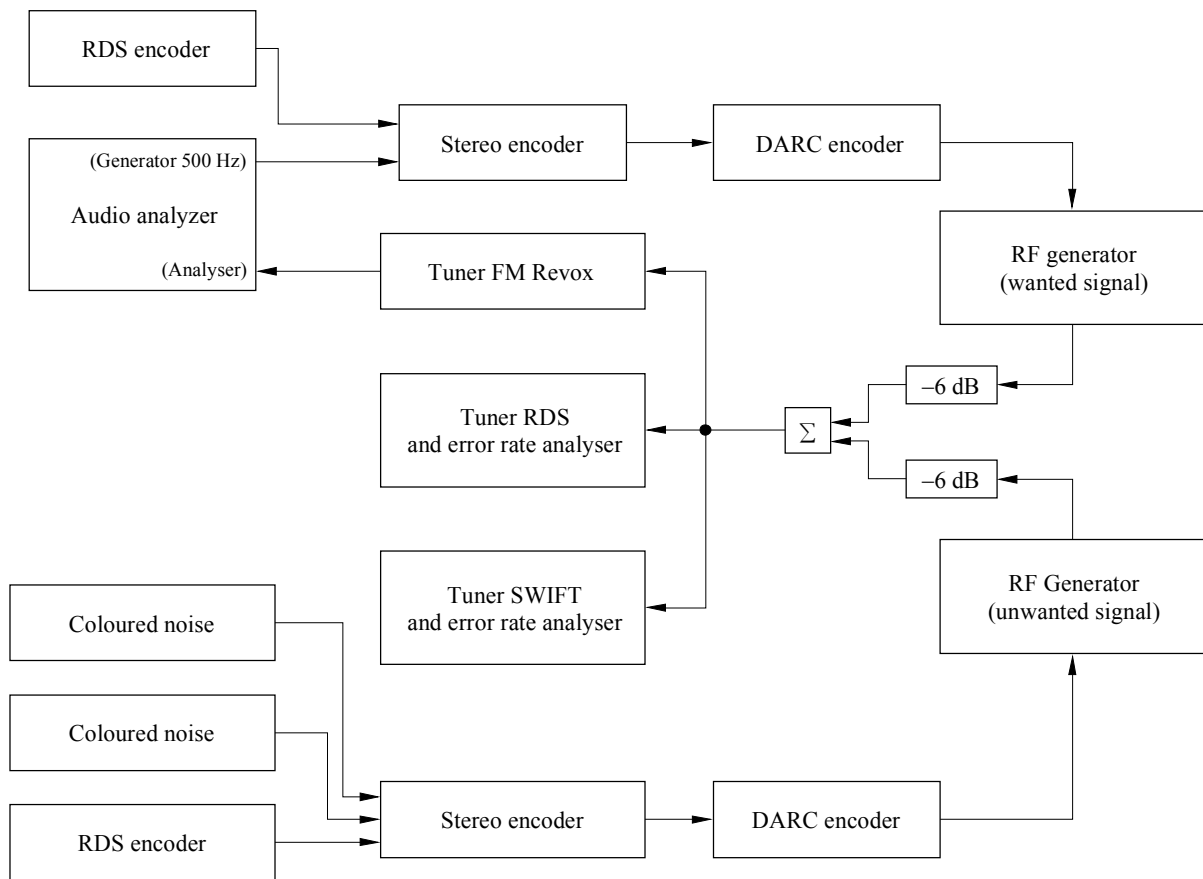 RDS encoder
Stereo encoder
DARC encoder
(Generator 500 Hz)
Audio analyzer
(Analyser)
Tuner FM Revox
RF generator
(wanted signal)
–6 dB
Tuner RDS
and error rate analyser
Σ
–6 dB
Tuner SWIFT
and error rate analyser
RF Generator
(unwanted signal)
Coloured noise
Coloured noise
RDS encoder
Stereo encoder
DARC encoder